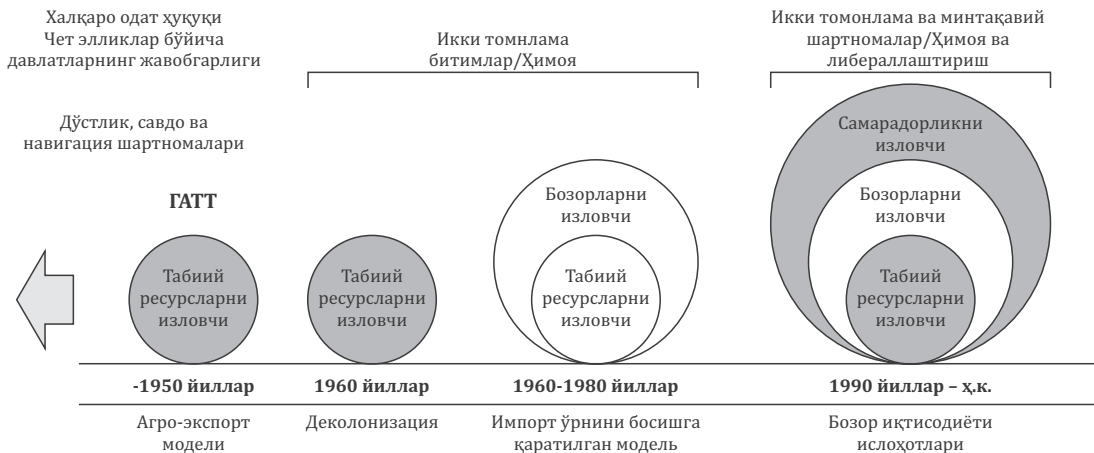 Халқаро одат ҳуқуқи
Чет элликлар бўйича
давлатларнинг жавобгарлиги
Дўстлик, савдо ва
навигация шартномалари
ГАТТ
Икки томнлама
битимлар/Ҳимоя
Икки томонлама ва минтақавий
шартномалар/Ҳимоя ва
либераллаштириш
Табиий
ресурсларни
изловчи
Табиий
ресурсларни
изловчи
Бозорларни
изловчи
Табиий
ресурсларни
изловчи
Самарадорликни
изловчи
Бозорларни
изловчи
Табиий
ресурсларни
изловчи
-1950 йиллар
1960 йиллар
1960-1980 йиллар
1990 йиллар – ҳ.к.
Агро-экспорт
модели
Деколонизация
Импорт ўрнини босишга
қаратилган модель
Бозор иқтисодиёти
ислоҳотлари